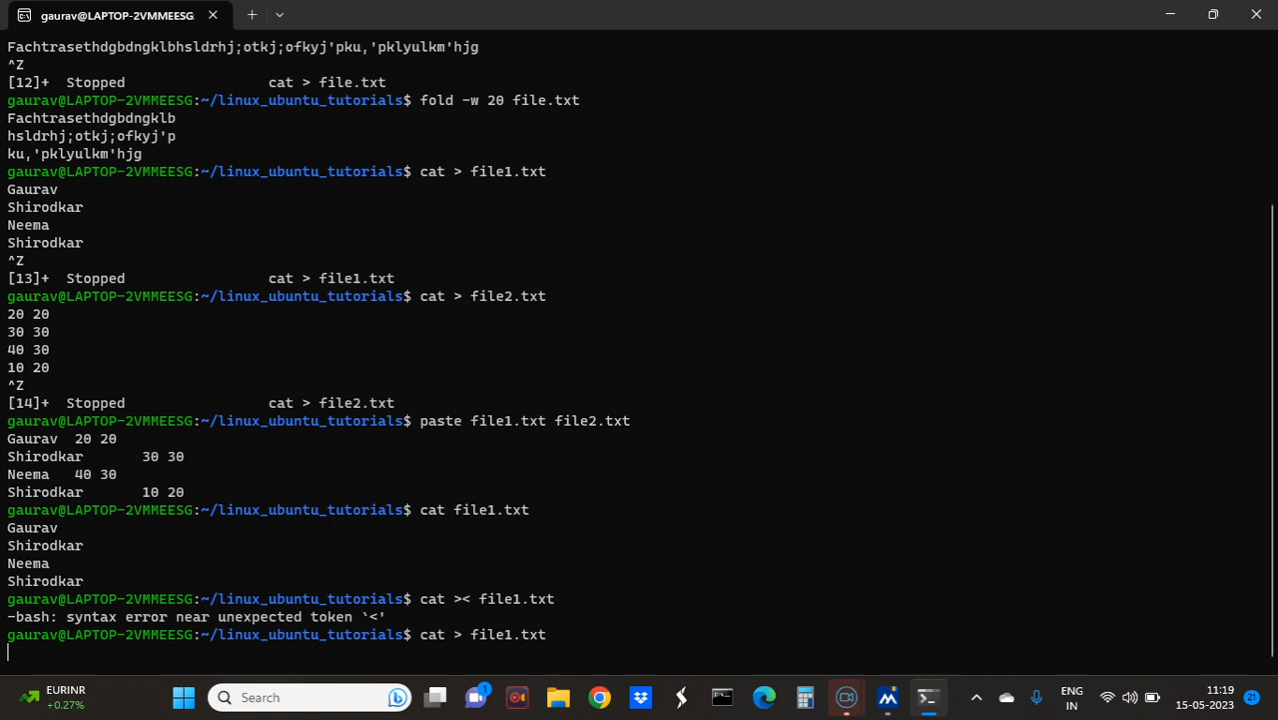 gaurav@LAPTOP-2VMMEESG:
Fachtrasethdgbdngklbhsldrhj;otkj;ofkyj'pku,'pklyulkm'hjg
^Z
[12]+  Stopped                 cat > file.txt
gaurav@LAPTOP-2VMMEESG:~/linux_ubuntu_tutorials$ fold -w 20 file.txt
Fachtrasethdgbdngklb
hsldrhj;otkj;ofkyj'p
ku,'pklyulkm'hjg
gaurav@LAPTOP-2VMMEESG:~/linux_ubuntu_tutorials$ cat > file1.txt
Gaurav
Shirodkar
Neema
Shirodkar
^Z
[13]+  Stopped                 cat > file1.txt
gaurav@LAPTOP-2VMMEESG:~/linux_ubuntu_tutorials$ cat > file2.txt
20 20
30 30
40 30
10 20
^Z
[14]+  Stopped                 cat > file2.txt
gaurav@LAPTOP-2VMMEESG:~/linux_ubuntu_tutorials$ paste file1.txt file2.txt
Gaurav  20 20
Shirodkar       30 30
Neema   40 30
Shirodkar       10 20
gaurav@LAPTOP-2VMMEESG:~/linux_ubuntu_tutorials$ cat file1.txt
Gaurav
Shirodkar
Neema
Shirodkar
gaurav@LAPTOP-2VMMEESG:~/linux_ubuntu_tutorials$ cat >< file1.txt
-bash: syntax error near unexpected token `<'
gaurav@LAPTOP-2VMMEESG:~/linux_ubuntu_tutorials$ cat > file1.txt
EURINR
+0.27%
Search
1
ENG
IN
11:19
15-05-2023
21